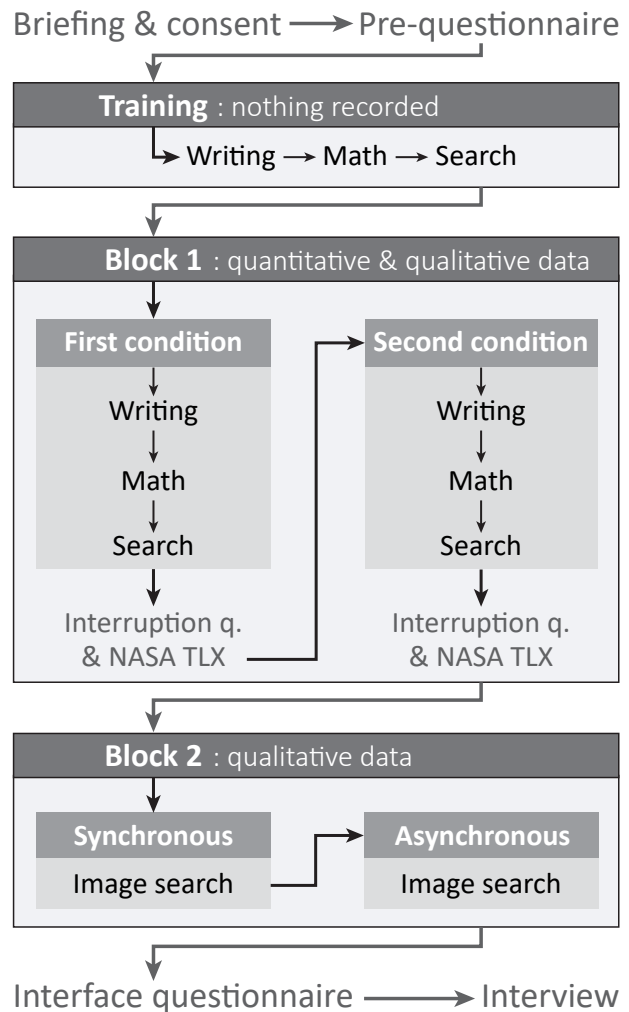 Briefing & consent Pre-questionnaire
Training : nothing recorded
Writing Math Search
Block 1 : quantitative & qualitative data
First condition
Writing
Math
Search
Interruption q.
& NASA TLX
Second condition
Writing
Math
Search
Interruption q.
& NASA TLX
Block 2 : qualitative data
Synchronous
Image search
Asynchronous
Image search
Interface questionnaire Interview